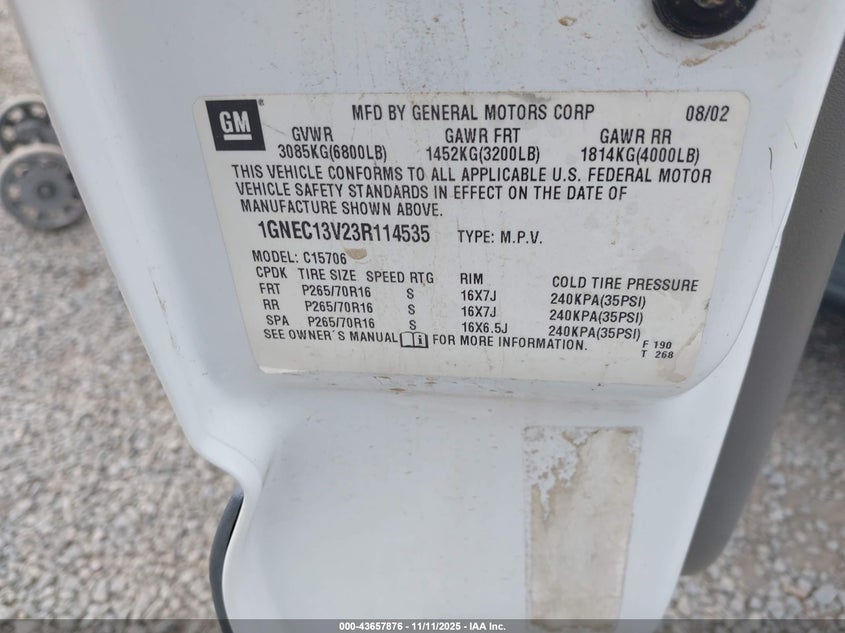 GM ®
MFD BY GENERAL MOTORS CORP 08/02
GVWR GAWR FRT GAWR RR
3085KG(6800LB) 1452KG(3200LB) 1814KG(4000LB)
THIS VEHICLE CONFORMS TO ALL APPLICABLE U.S. FEDERAL MOTOR
VEHICLE SAFETY STANDARDS IN EFFECT ON THE DATE OF
MANUFACTURE SHOWN ABOVE.
1GNEC13V23R114535 TYPE: M.P.V.
MODEL: C15706
CPDK TIRE SIZE SPEED RTG RIM COLD TIRE PRESSURE
FRT P265/70R16 S 16X7J 240KPA(35PSI)
RR P265/70R16 S 16X7J 240KPA(35PSI)
SPA P265/70R16 S 16X6.5J 240KPA(35PSI)
SEE OWNER'S MANUAL FOR MORE INFORMATION.
F 190
T 268
000-43657876 - 11/11/2025 - IAA Inc.